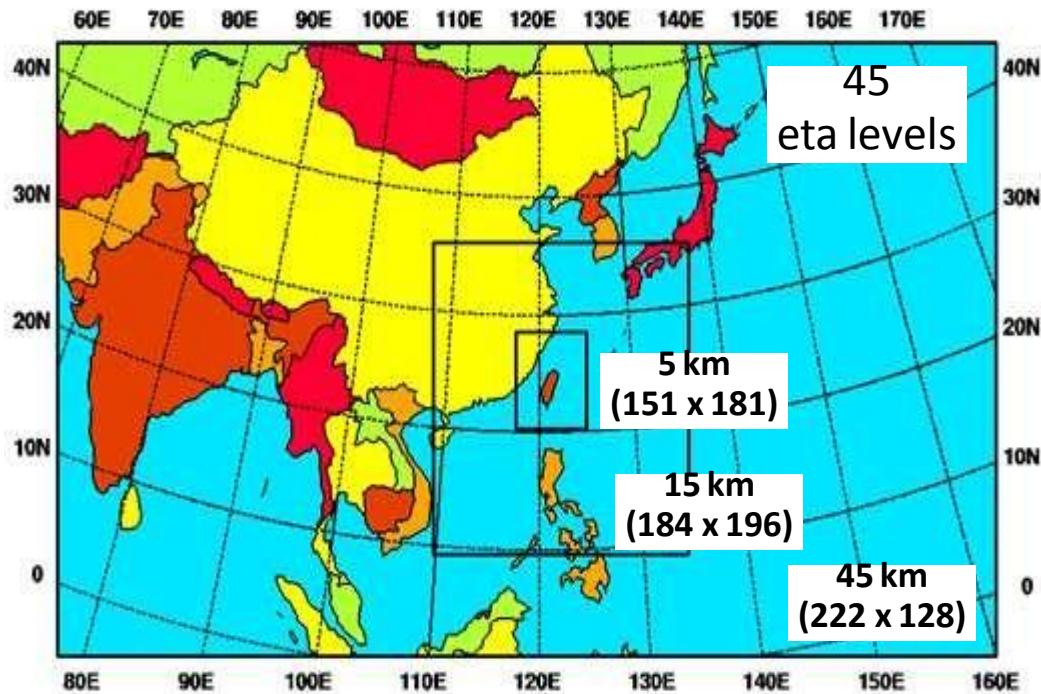 60E 70E 80E 90E 100E 110E 120E 130E 140E 150E 160E 170E
40N 40N
45
eta levels
30N 30N
20N 20N
5 km
(151 x 181)
10N 10N
15 km
(184 x 196)
0 0
45 km
(222 x 128)
80E 90E 100E 110E 120E 130E 140E 150E 160E